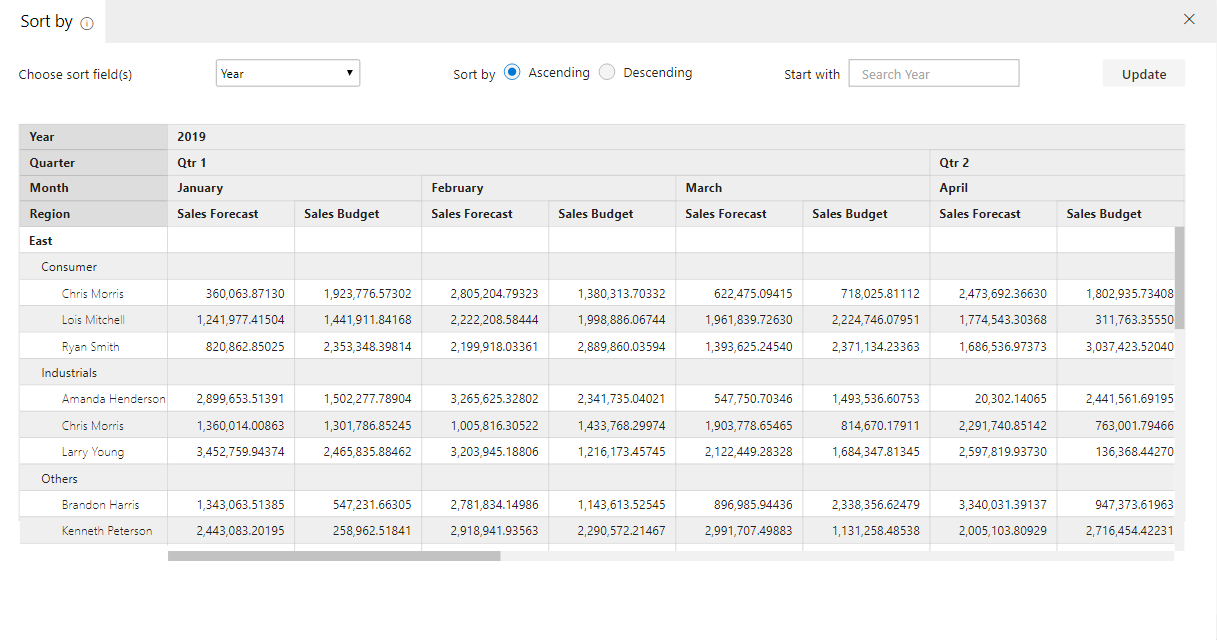 Sort by
Choose sort field(s) Year Sort by Ascending Descending Start with Search Year Update
Year 2019
Quarter Qtr 1 Qtr 2
Month January February March April
Region Sales Forecast Sales Budget Sales Forecast Sales Budget Sales Forecast Sales Budget Sales Forecast Sales Budget
East
Consumer
Chris Morris 360,063.87130 1,923,776.57302 2,805,204.79323 1,380,313.70332 622,475.09415 718,025.81112 2,473,692.36630 1,802,935.73408
Lois Mitchell 1,241,977.41504 1,441,911.84168 2,222,208.58444 1,998,886.06744 1,961,839.72630 2,224,746.07951 1,774,543.30368 311,763.35550
Ryan Smith 820,862.85025 2,353,348.39814 2,199,918.03361 2,889,860.03594 1,393,625.24540 2,371,134.23363 1,686,536.97373 3,037,423.52040
Industrials
Amanda Henderson 2,899,653.51391 1,502,277.78904 3,265,625.32802 2,341,735.04021 547,750.70346 1,493,536.60753 20,302.14065 2,441,561.69195
Chris Morris 1,360,014.00863 1,301,786.85245 1,005,816.30522 1,433,768.29974 1,903,778.65465 814,670.17911 2,291,740.85142 763,001.79466
Larry Young 3,452,759.94374 2,465,835.88462 3,203,945.18806 1,216,173.45745 2,122,449.28328 1,684,347.81345 2,597,819.93730 136,368.44270
Others
Brandon Harris 1,343,063.51385 547,231.66305 2,781,834.14986 1,143,613.52545 896,985.94436 2,338,356.62479 3,340,031.39137 947,373.61963
Kenneth Peterson 2,443,083.20195 258,962.51841 2,918,941.93563 2,290,572.21467 2,991,707.49883 1,131,258.48538 2,005,103.80929 2,716,454.42231